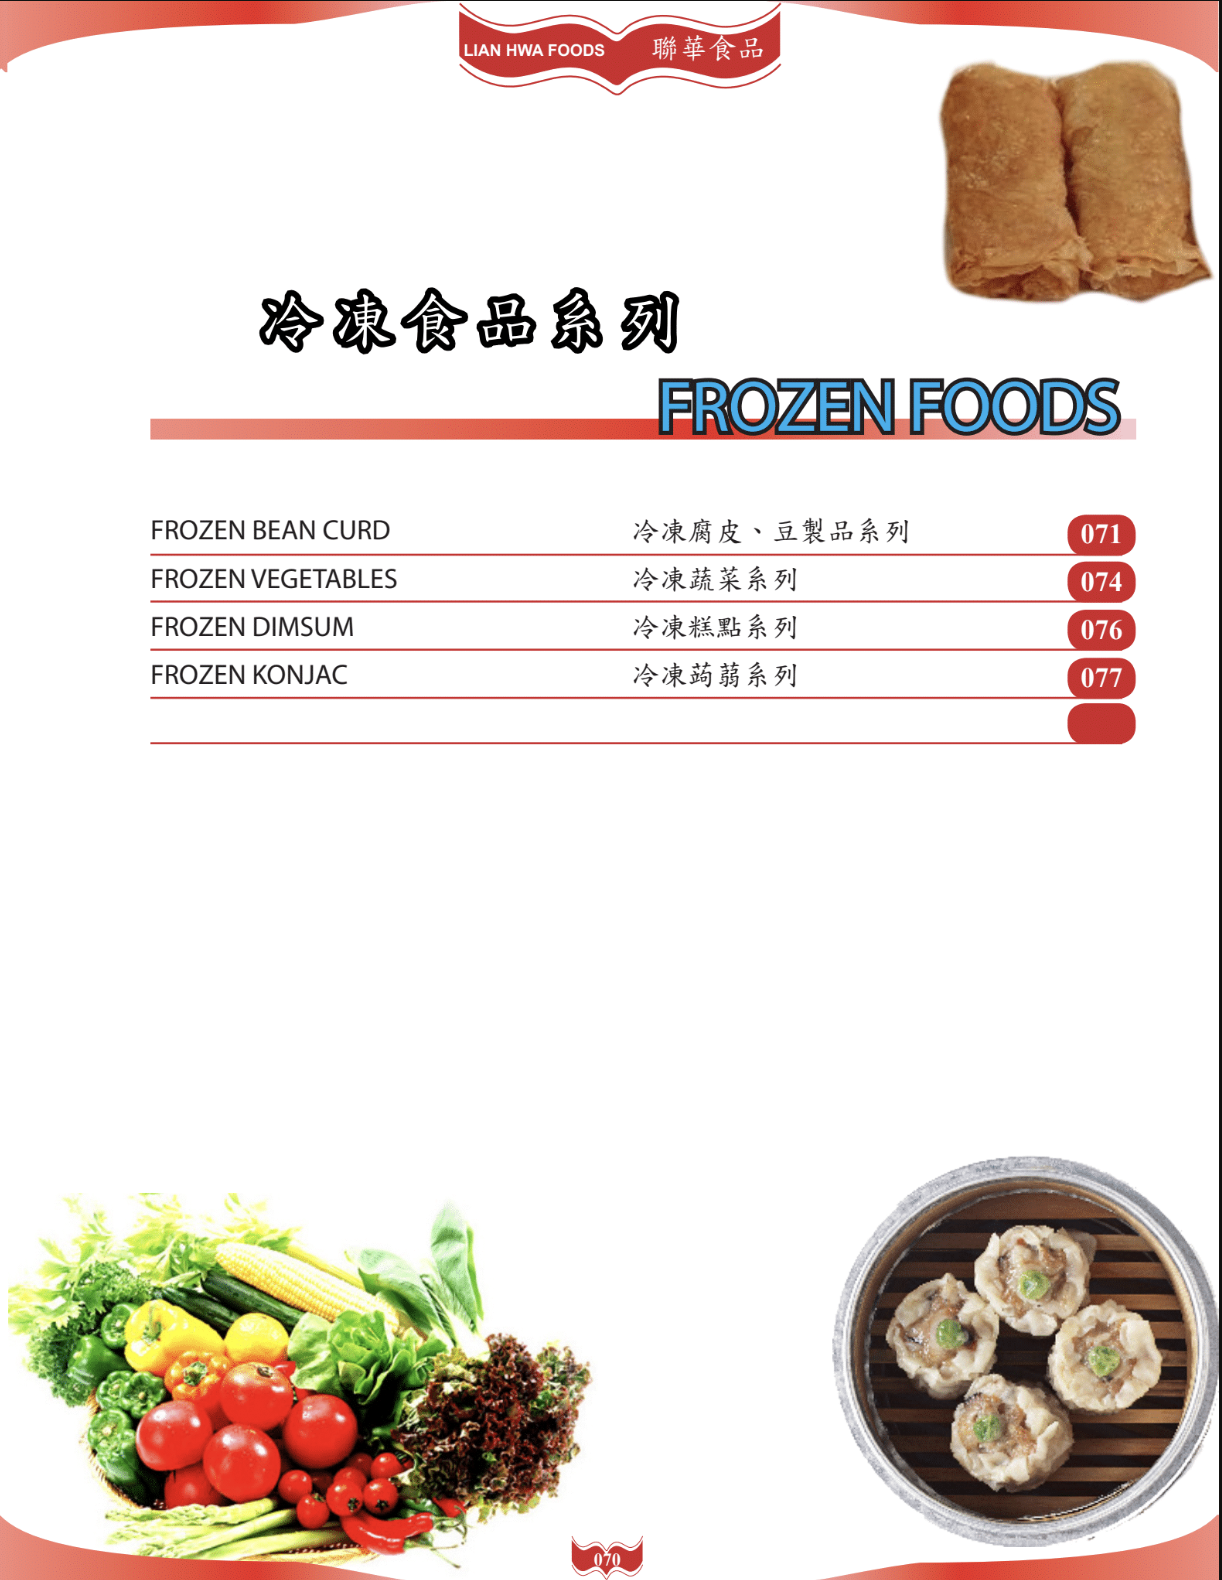 LIAN HWA FOODS 聯華食品
冷凍食品系列
FROZEN FOODS
FROZEN BEAN CURD 冷凍腐皮、豆製品系列 071
FROZEN VEGETABLES 冷凍蔬菜系列 074
FROZEN DIMSUM 冷凍糕點系列 076
FROZEN KONJAC 冷凍蒟蒻系列 077
070